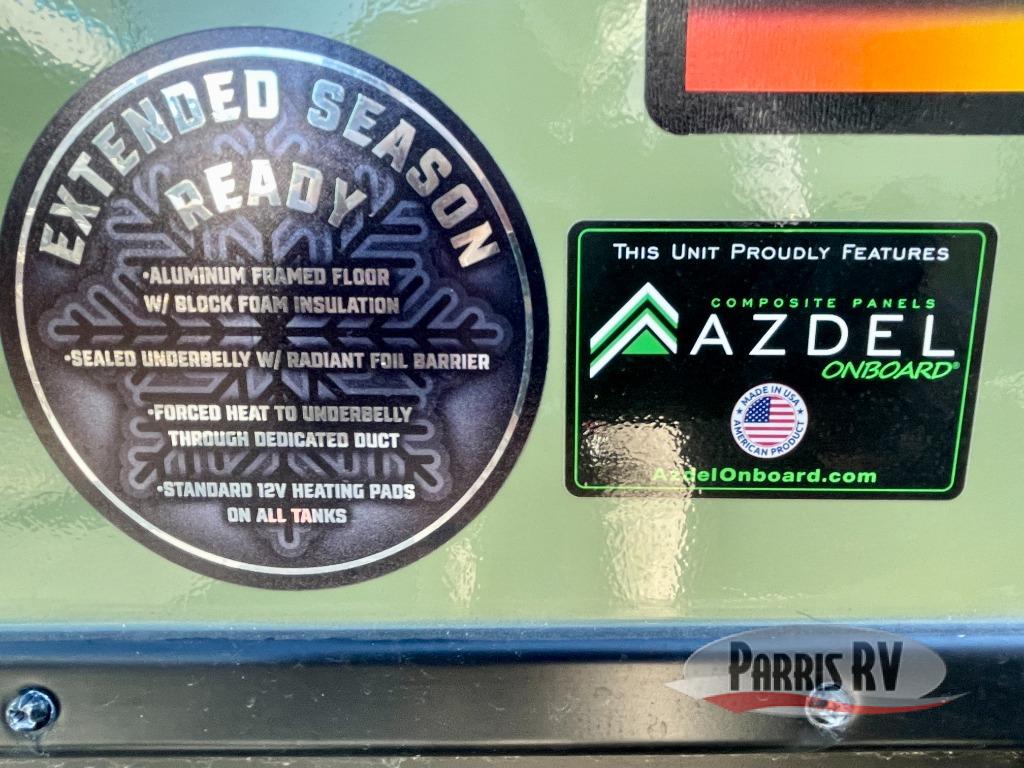 EXTENDED SEASON
READY
•ALUMINUM FRAMED FLOOR
W/ BLOCK FOAM INSULATION
•SEALED UNDERBELLY W/ RADIANT FOIL BARRIER
•FORCED HEAT TO UNDERBELLY
THROUGH DEDICATED DUCT
•STANDARD 12V HEATING PADS
ON ALL TANKS
THIS UNIT PROUDLY FEATURES
COMPOSITE PANELS
AZDEL
ONBOARD®
MADE IN USA
AMERICAN PRODUCT
AzdelOnboard.com
PARRIS RV